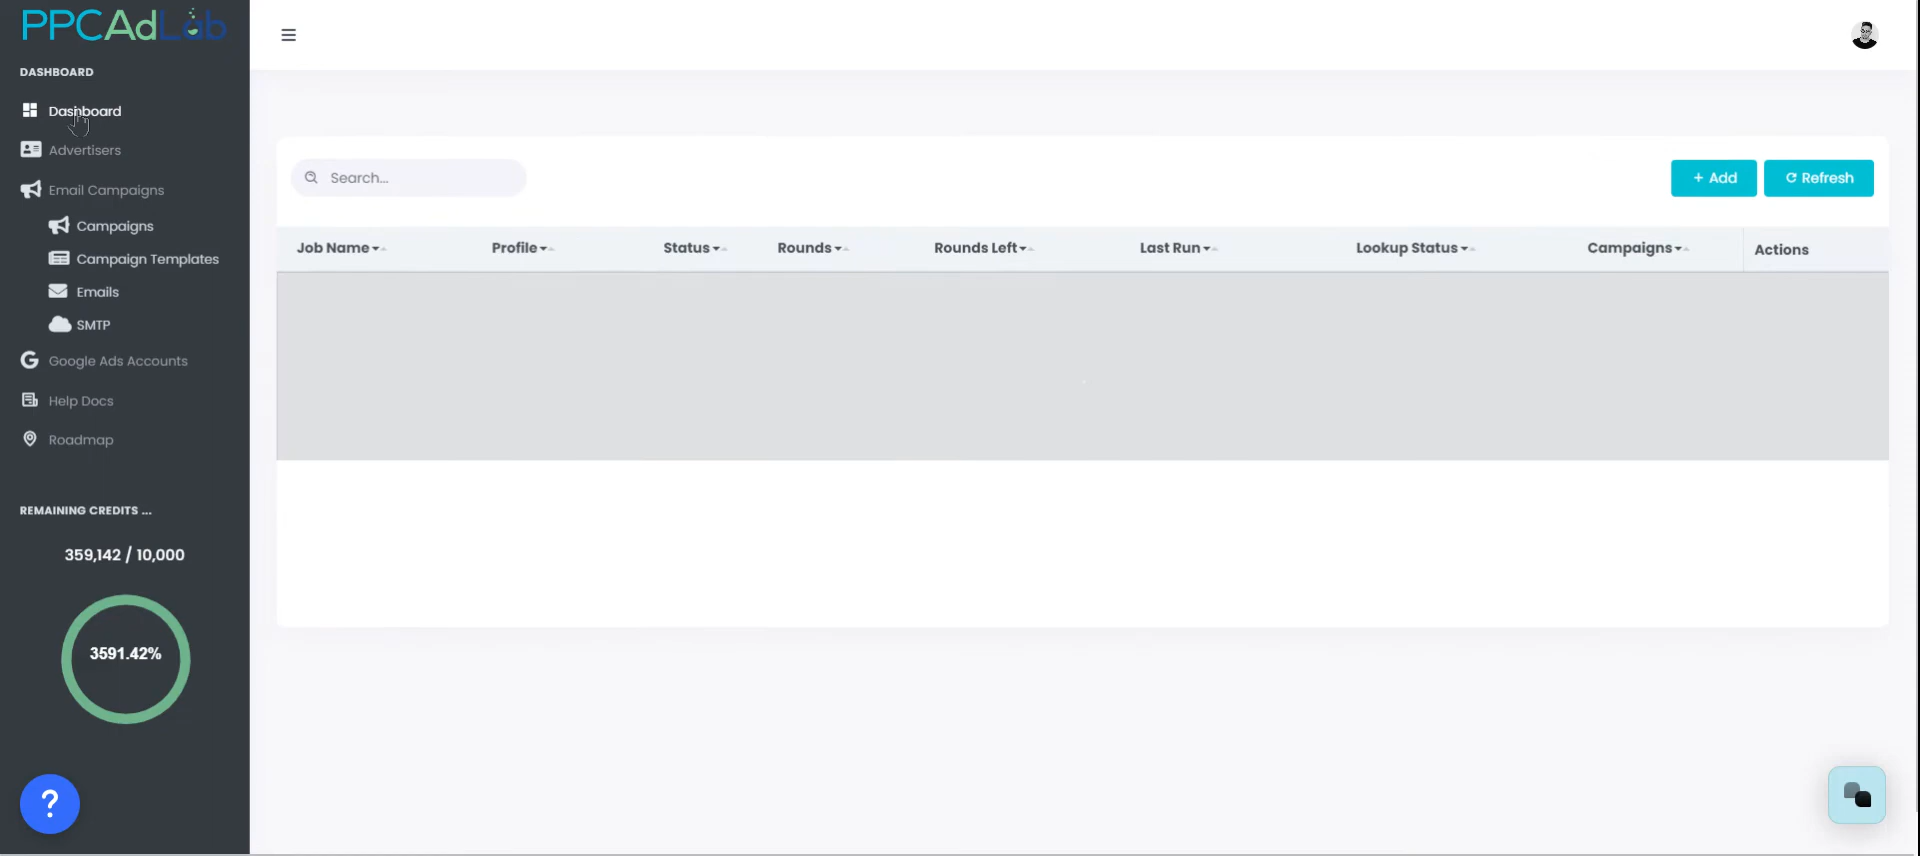 PPCAdLab
DASHBOARD
Dashboard
Advertisers
Email Campaigns
Campaigns
Campaign Templates
Emails
SMTP
Google Ads Accounts
Help Docs
Roadmap
REMAINING CREDITS ...
359,142 / 10,000
3591.42%
?
Search...
+ Add
Refresh
Job Name Profile Status Rounds Rounds Left Last Run Lookup Status Campaigns Actions